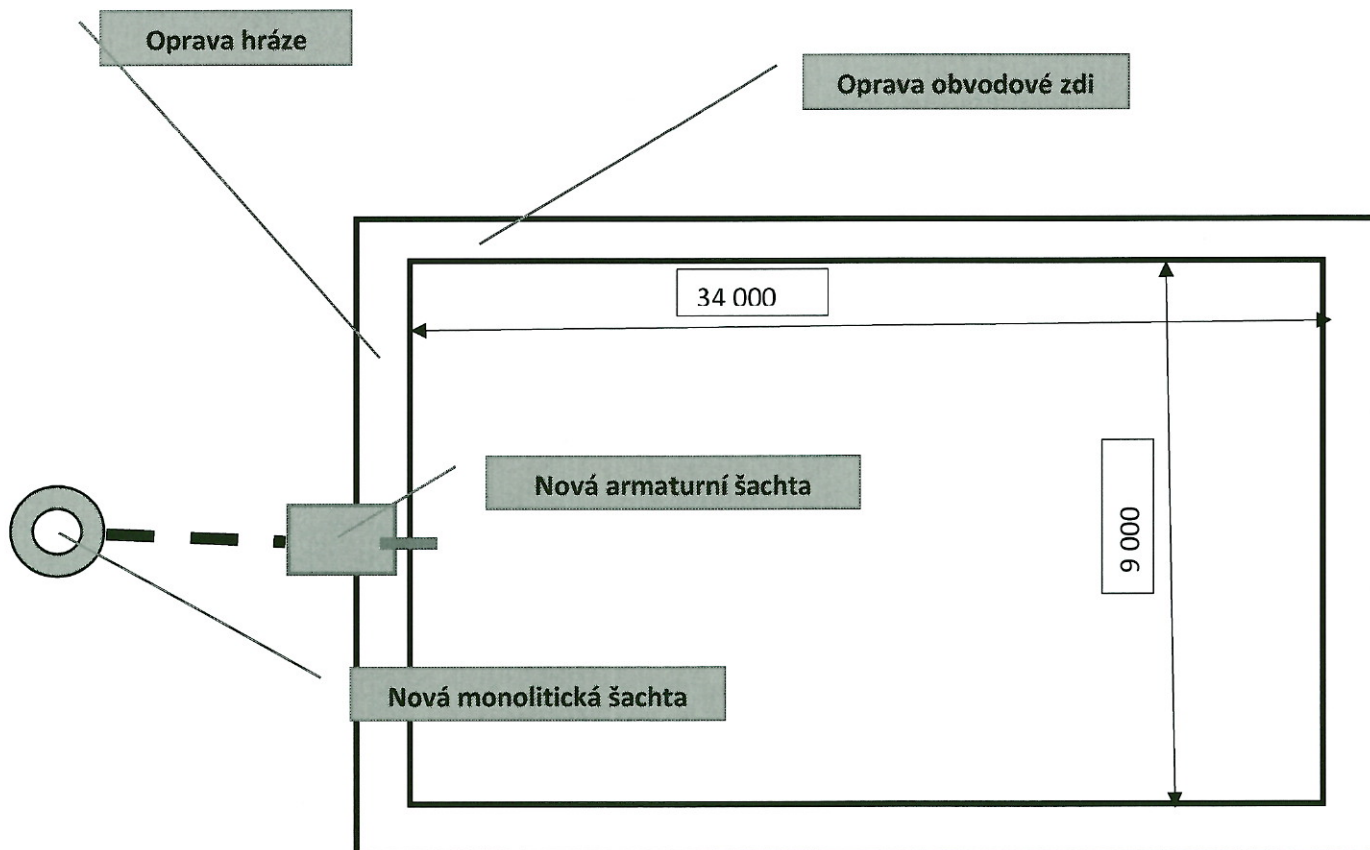 Oprava hráze
Oprava obvodové zdi
34 000
Nová armaturní šachta
9 000
Nová monolitická šachta